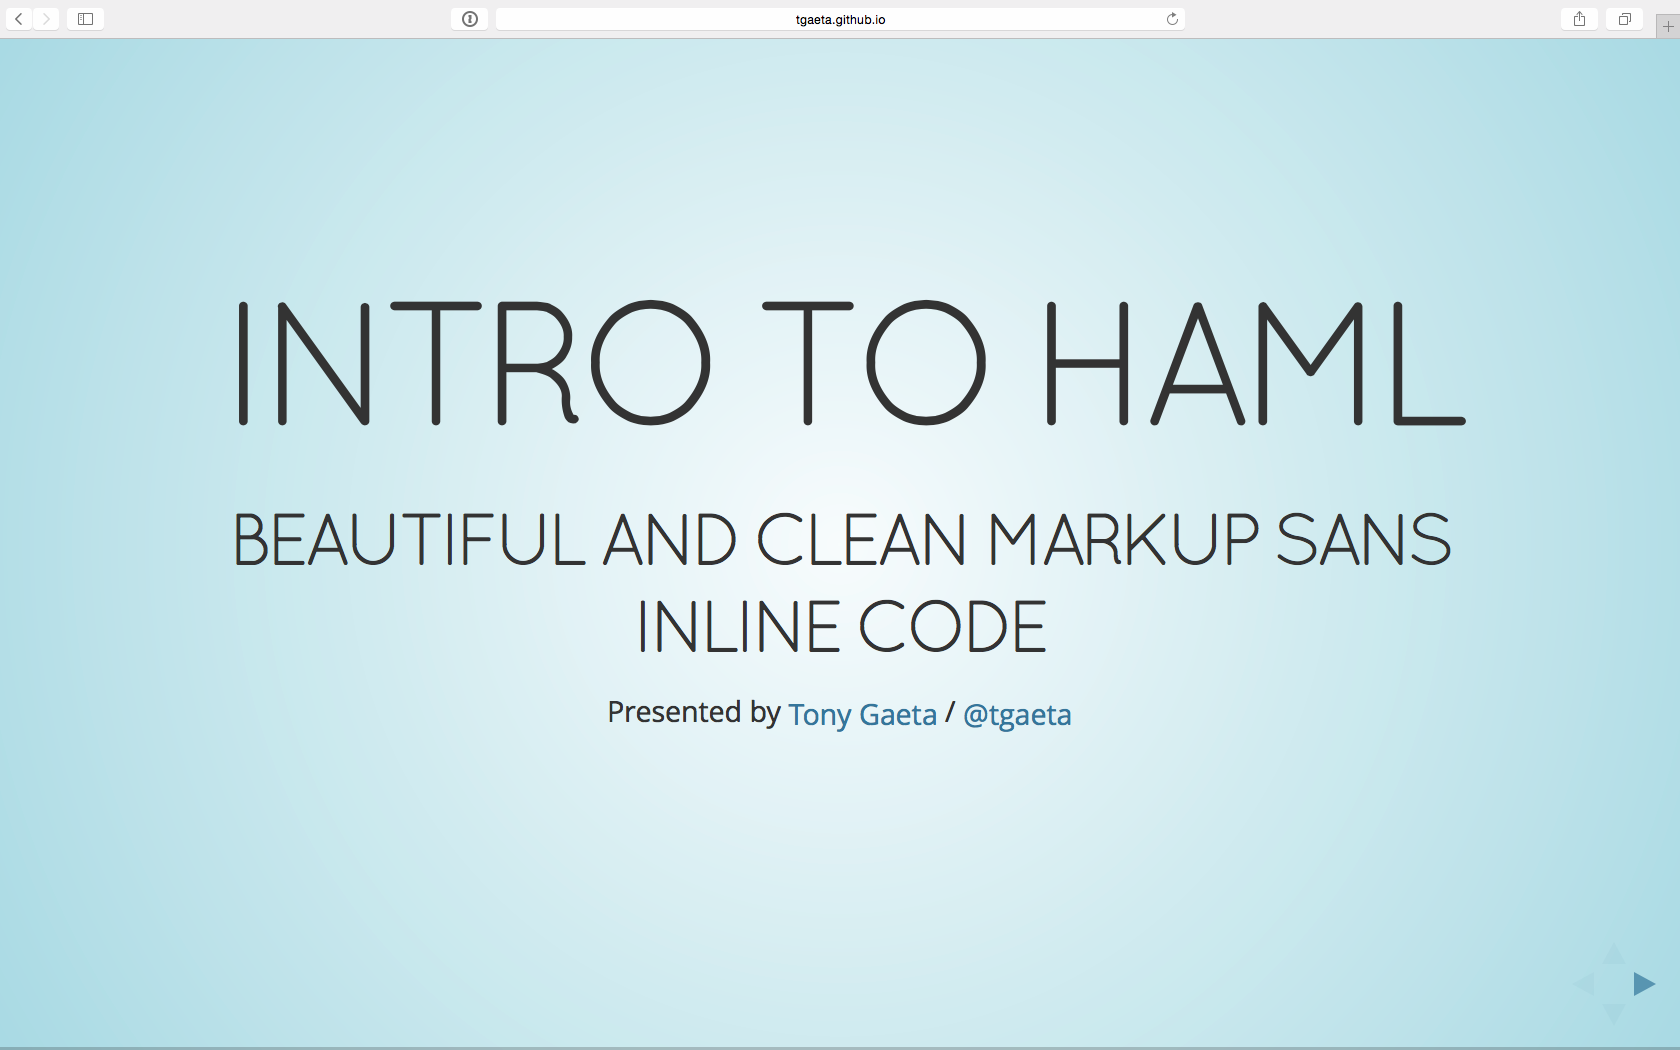 tgaeta.github.io
INTRO TO HAML
BEAUTIFUL AND CLEAN MARKUP SANS
INLINE CODE
Presented by Tony Gaeta / @tgaeta